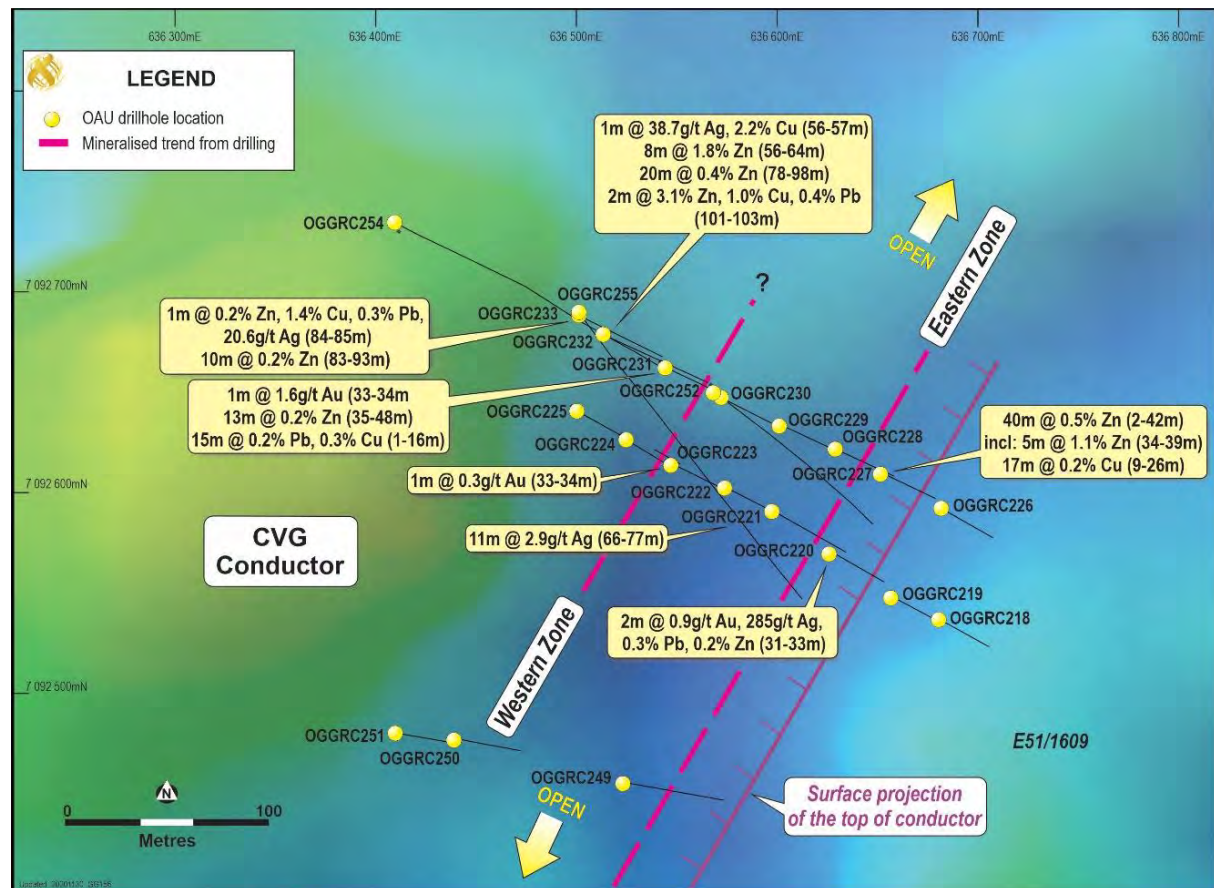 636 300mE
636 400mE
636 500mE
636 600mE
636 700mE
636 800mE
LEGEND
OAU drillhole location
Mineralised trend from drilling
1m @ 38.7g/t Ag, 2.2% Cu (56-57m)
8m @ 1.8% Zn (56-64m)
20m @ 0.4% Zn (78-98m)
2m @ 3.1% Zn, 1.0% Cu, 0.4% Pb
(101-103m)
OPEN
Eastern Zone
OGGRC254
7 092 700mN
?
OGGRC255
OGGRC233
OGGRC232
1m @ 0.2% Zn, 1.4% Cu, 0.3% Pb,
20.6g/t Ag (84-85m)
10m @ 0.2% Zn (83-93m)
OGGRC231
OGGRC252
OGGRC230
1m @ 1.6g/t Au (33-34m
13m @ 0.2% Zn (35-48m)
15m @ 0.2% Pb, 0.3% Cu (1-16m)
OGGRC225
OGGRC229
OGGRC224
OGGRC228
40m @ 0.5% Zn (2-42m)
incl: 5m @ 1.1% Zn (34-39m)
17m @ 0.2% Cu (9-26m)
OGGRC223
OGGRC227
1m @ 0.3g/t Au (33-34m)
7 092 600mN
OGGRC222
OGGRC226
OGGRC221
11m @ 2.9g/t Ag (66-77m)
OGGRC220
CVG
Conductor
OGGRC219
OGGRC218
2m @ 0.9g/t Au, 285g/t Ag,
0.3% Pb, 0.2% Zn (31-33m)
Western Zone
7 092 500mN
OGGRC251
OGGRC250
E51/1609
OGGRC249
OPEN
Surface projection
of the top of conductor
N
0
100
Metres